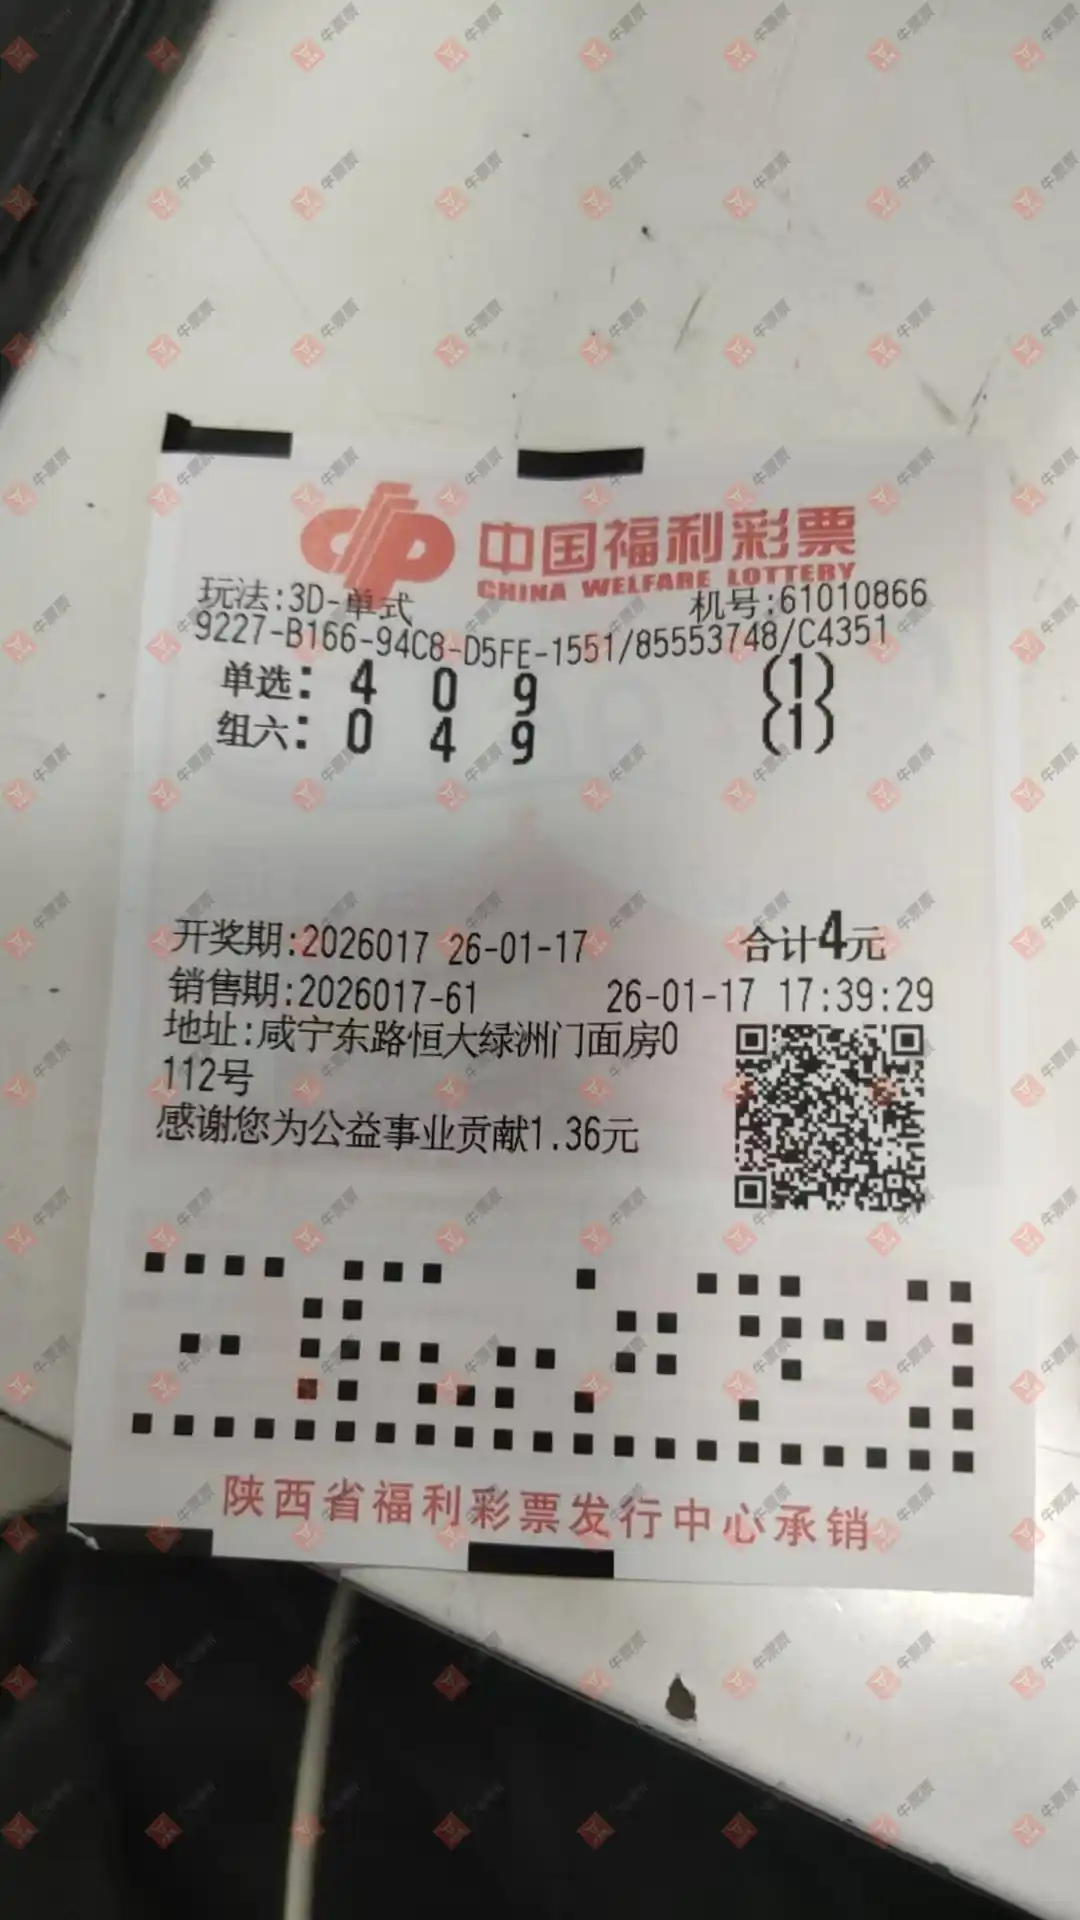 中国福利彩票
CHINA WELFARE LOTTERY
玩法:3D-单式 机号:61010866
9227-B166-94C8-D5FE-1551/85553748/C4351
单选: 4 0 9 (1)
组六: 0 4 9 (1)
开奖期:2026017 26-01-17 合计4元
销售期:2026017-61 26-01-17 17:39:29
地址:咸宁东路恒大绿洲门面房0
112号
感谢您为公益事业贡献1.36元
陕西省福利彩票发行中心承销
牛票票